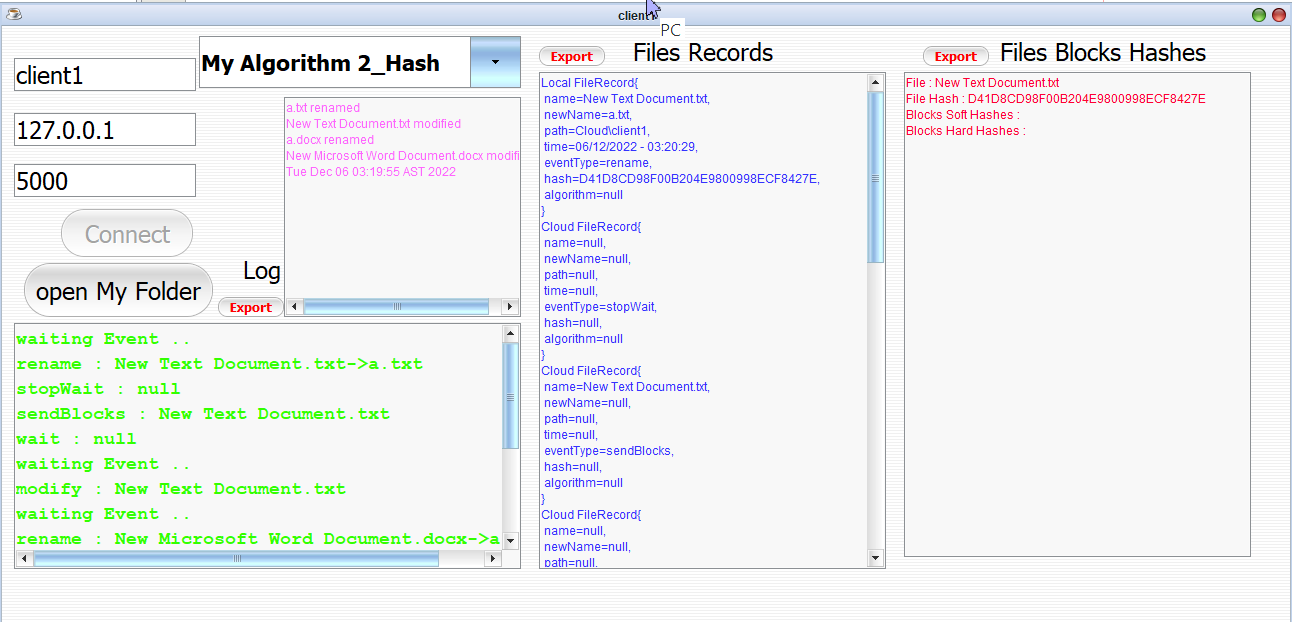 client1
PC
client1
127.0.0.1
5000
Connect
open My Folder
My Algorithm 2_Hash
a.txt renamed
New Text Document.txt modified
a.docx renamed
New Microsoft Word Document.docx modifi
Tue Dec 06 03:19:55 AST 2022
Log
Export
waiting Event ..
rename : New Text Document.txt->a.txt
stopWait : null
sendBlocks : New Text Document.txt
wait : null
waiting Event ..
modify : New Text Document.txt
waiting Event ..
rename : New Microsoft Word Document.docx->a
Export
Files Records
Local FileRecord{
name=New Text Document.txt,
newName=a.txt,
path=Cloud\client1,
time=06/12/2022 - 03:20:29,
eventType=rename,
hash=D41D8CD98F00B204E9800998ECF8427E,
algorithm=null
}
Cloud FileRecord{
name=null,
newName=null,
path=null,
time=null,
eventType=stopWait,
hash=null,
algorithm=null
}
Cloud FileRecord{
name=New Text Document.txt,
newName=null,
path=null,
time=null,
eventType=sendBlocks,
hash=null,
algorithm=null
}
Cloud FileRecord{
name=null,
newName=null,
path=null,
Export
Files Blocks Hashes
File : New Text Document.txt
File Hash : D41D8CD98F00B204E9800998ECF8427E
Blocks Soft Hashes :
Blocks Hard Hashes :